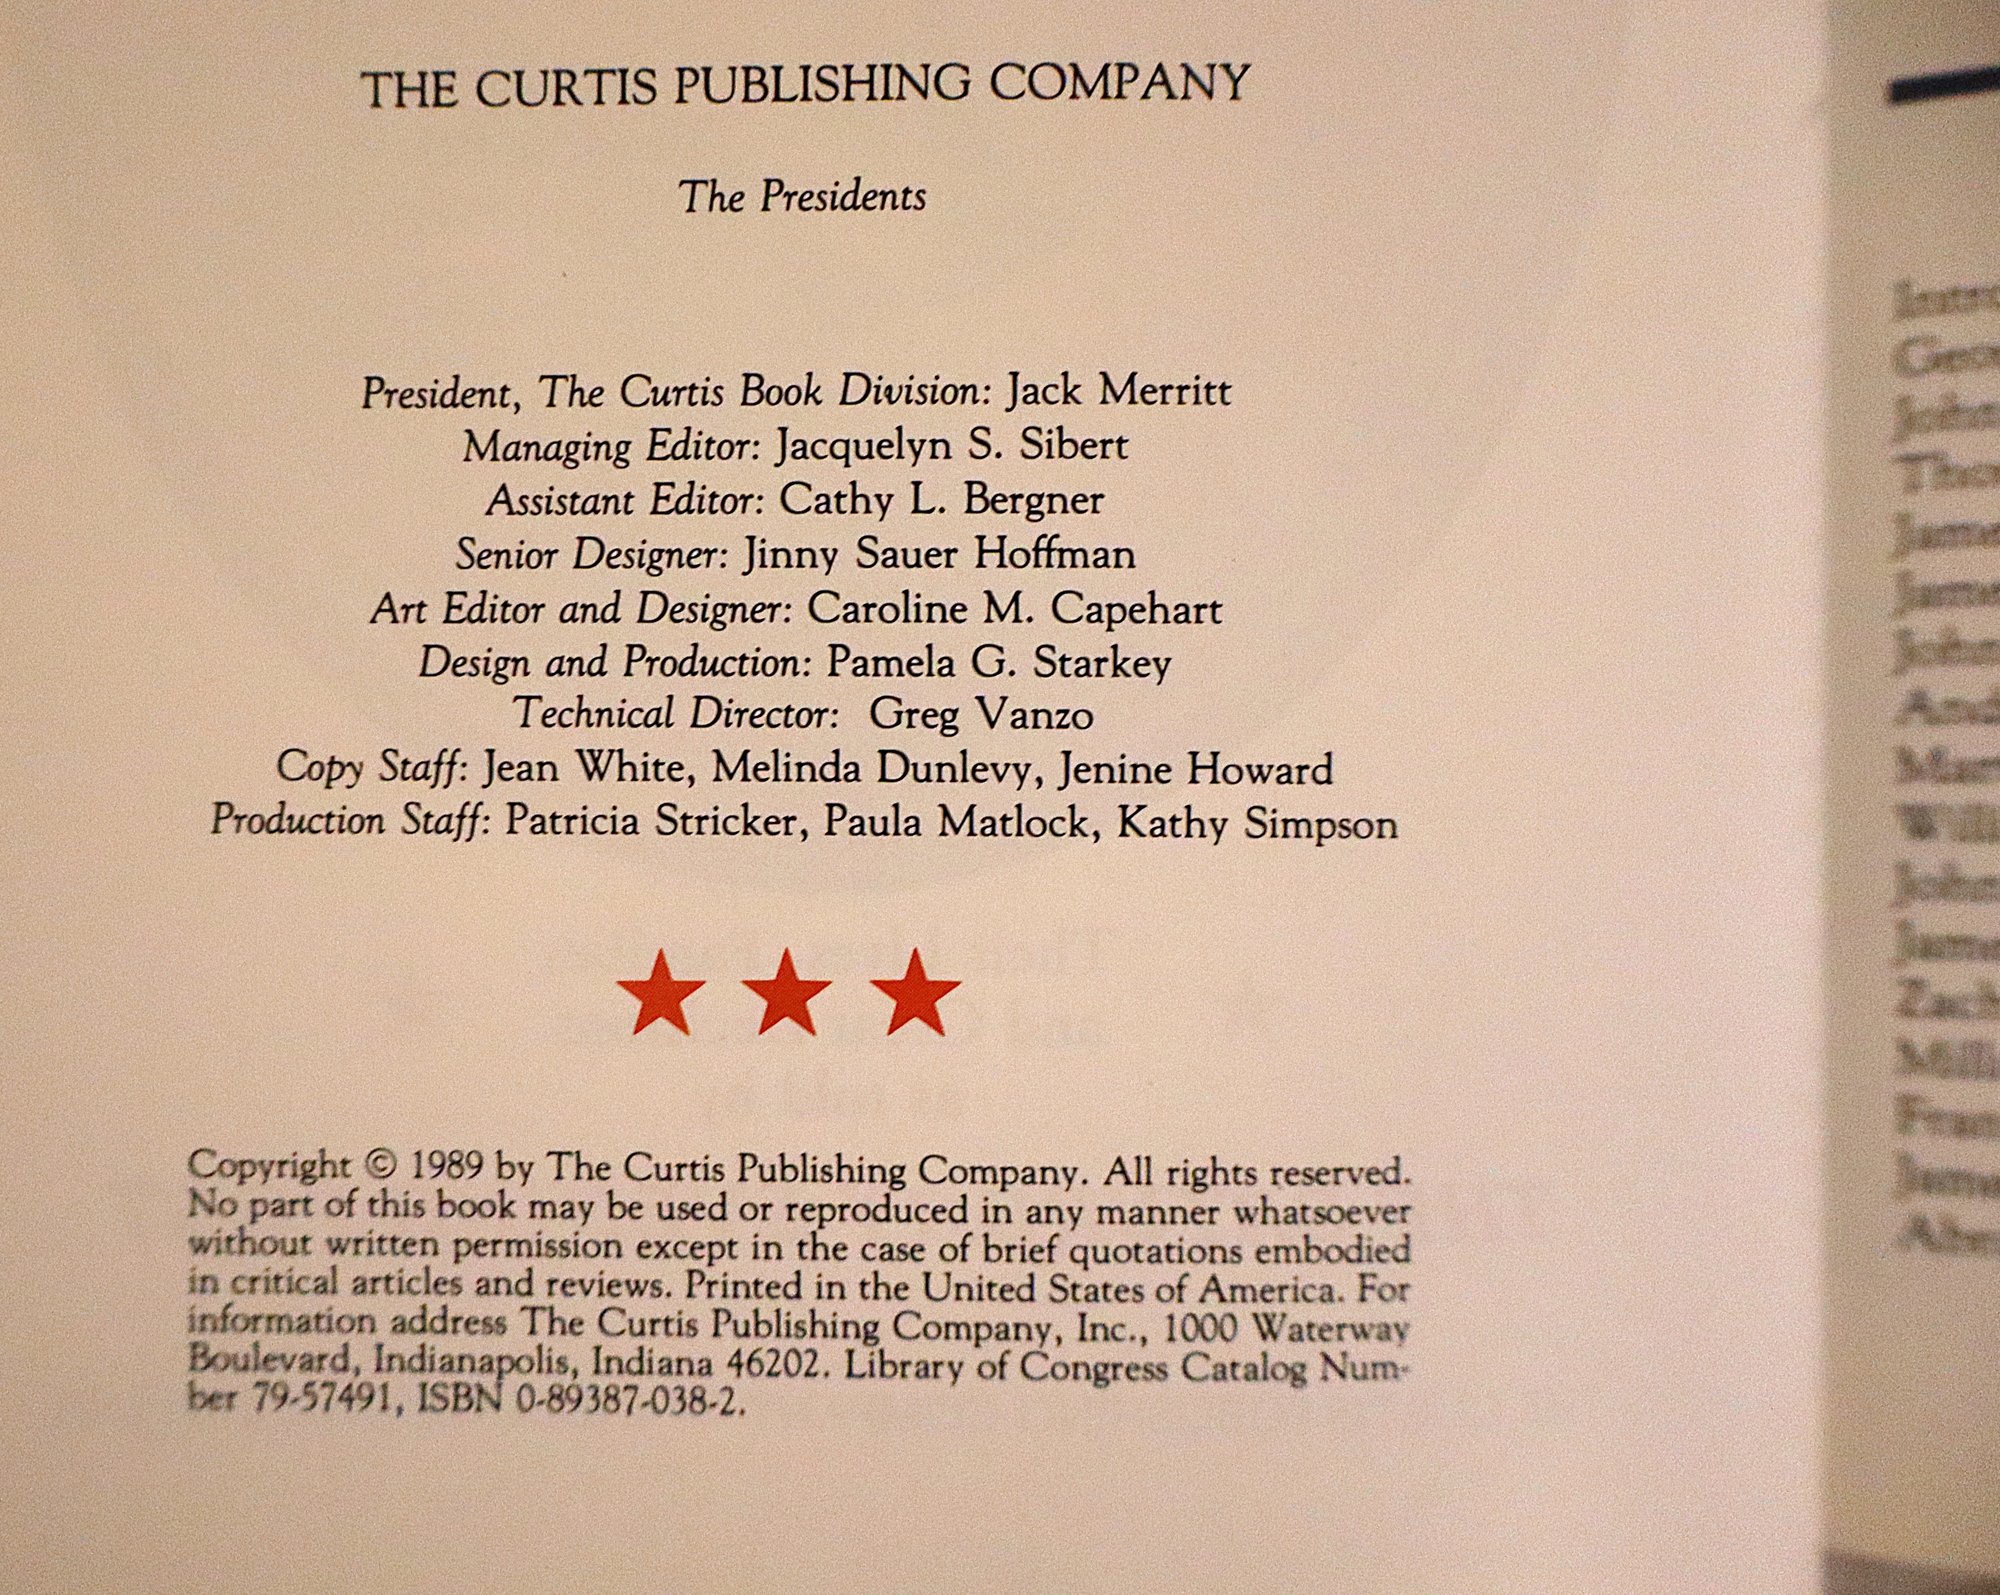 THE CURTIS PUBLISHING COMPANY
The Presidents
President, The Curtis Book Division: Jack Merritt
Managing Editor: Jacquelyn S. Sibert
Assistant Editor: Cathy L. Bergner
Senior Designer: Jinny Sauer Hoffman
Art Editor and Designer: Caroline M. Capehart
Design and Production: Pamela G. Starkey
Technical Director: Greg Vanzo
Copy Staff: Jean White, Melinda Dunlevy, Jenine Howard
Production Staff: Patricia Stricker, Paula Matlock, Kathy Simpson
Copyright © 1989 by The Curtis Publishing Company. All rights reserved.
No part of this book may be used or reproduced in any manner whatsoever
without written permission except in the case of brief quotations embodied
in critical articles and reviews. Printed in the United States of America. For
information address The Curtis Publishing Company, Inc., 1000 Waterway
Boulevard, Indianapolis, Indiana 46202. Library of Congress Catalog Num-
ber 79-57491, ISBN 0-89387-038-2.